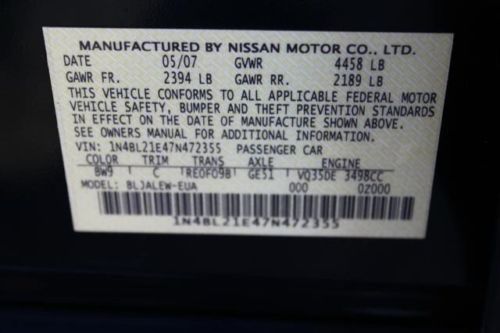 MANUFACTURED BY NISSAN MOTOR CO., LTD.
DATE 05/07 GVWR 4458 LB
GAWR FR. 2394 LB GAWR RR. 2189 LB
THIS VEHICLE CONFORMS TO ALL APPLICABLE FEDERAL MOTOR
VEHICLE SAFETY, BUMPER AND THEFT PREVENTION STANDARDS
IN EFFECT ON THE DATE OF MANUFACTURE SHOWN ABOVE.
SEE OWNERS MANUAL FOR ADDITIONAL INFORMATION.
VIN: 1N4BL21E47N472355 PASSENGER CAR
COLOR TRIM TRANS AXLE ENGINE
BW9 C RE0F09B GE51 VQ35DE 3498CC
MODEL: BLJALEW-EUA 000 02000
1N4BL21E47N472355